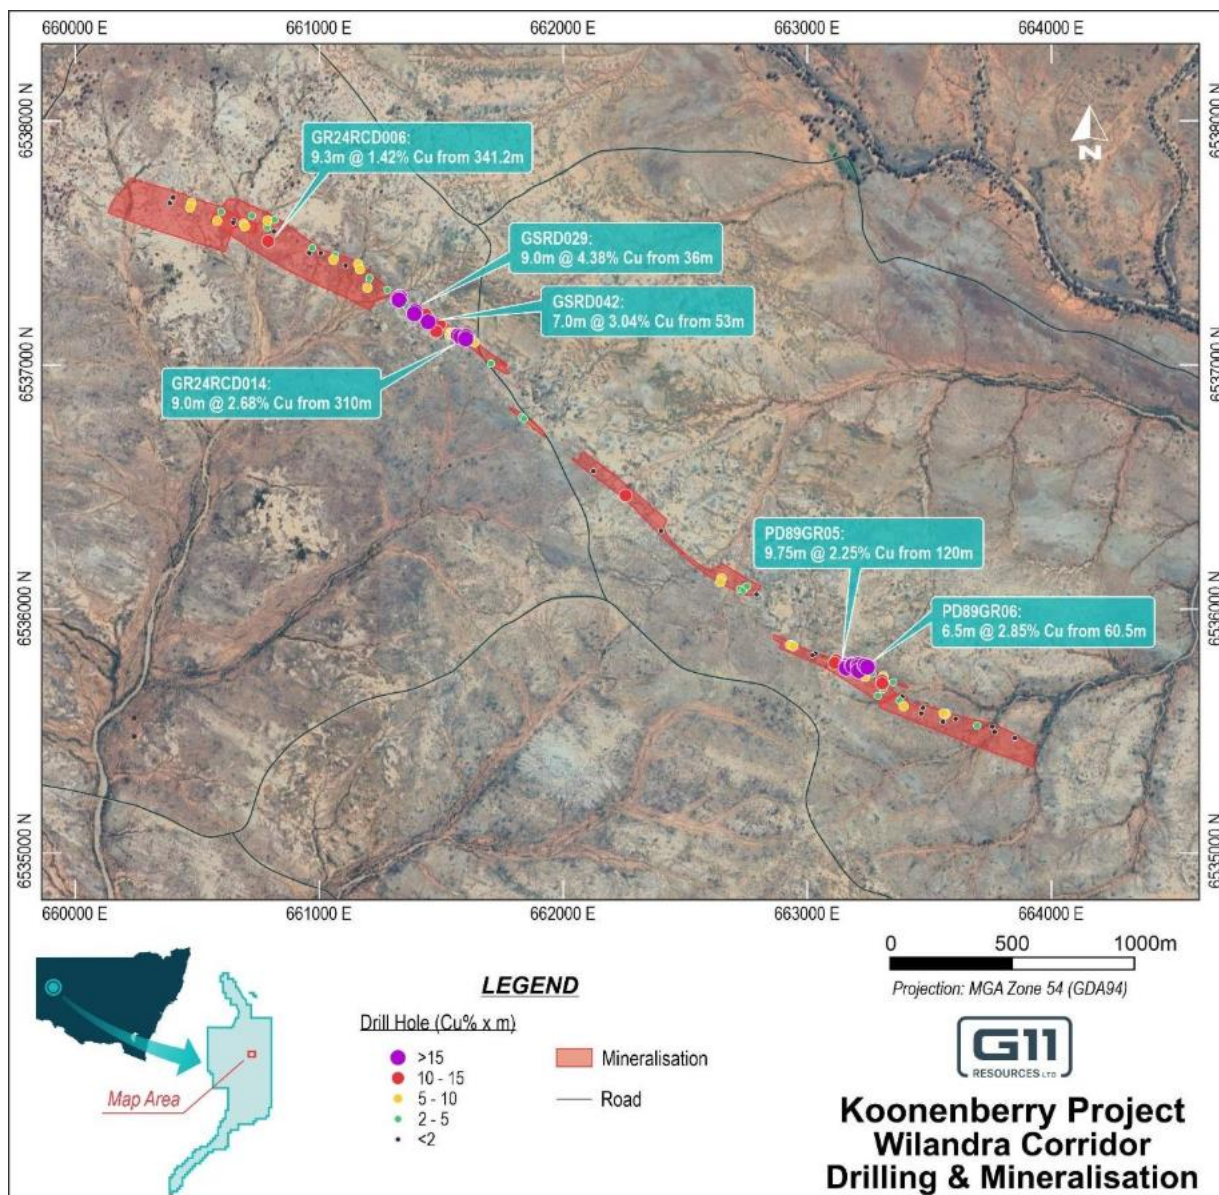 660000 E
661000 E
662000 E
663000 E
664000 E
6538000 N
6538000 N
GR24RCD006:
9.3m @ 1.42% Cu from 341.2m
N
GSRD029:
9.0m @ 4.38% Cu from 36m
GSRD042:
7.0m @ 3.04% Cu from 53m
6537000 N
6537000 N
GR24RCD014:
9.0m @ 2.68% Cu from 310m
PD89GR05:
9.75m @ 2.25% Cu from 120m
6536000 N
6536000 N
PD89GR06:
6.5m @ 2.85% Cu from 60.5m
6535000 N
6535000 N
660000 E
661000 E
662000 E
663000 E
664000 E
0
500
1000m
Projection: MGA Zone 54 (GDA94)
Map Area
LEGEND
Drill Hole (Cu% x m)
>15
10 - 15
5 - 10
2 - 5
<2
Mineralisation
Road
G11
RESOURCES LTD
Koonenberry Project
Wilandra Corridor
Drilling & Mineralisation